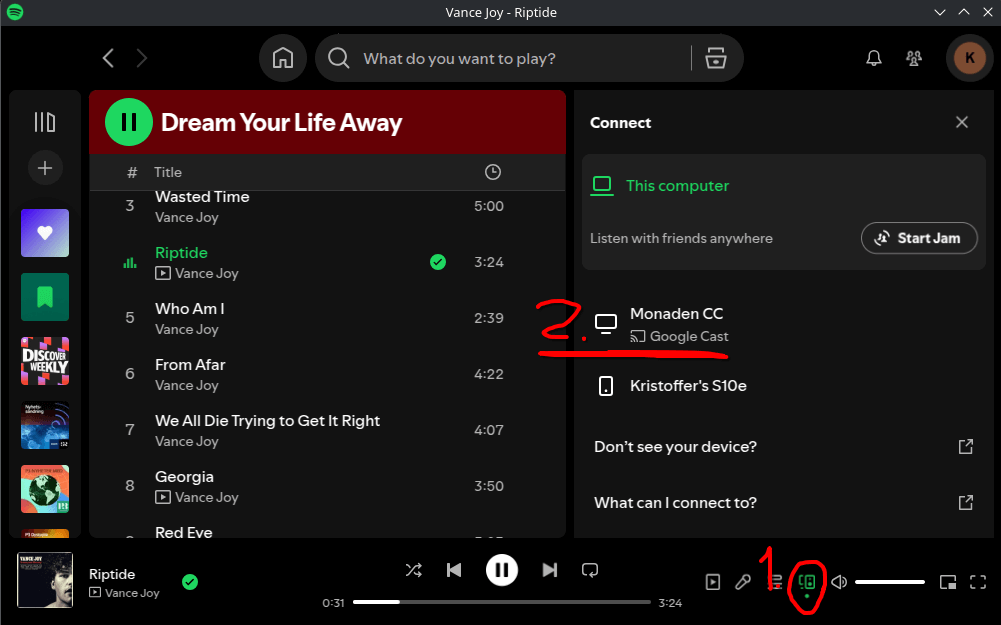 Vance Joy - Riptide
What do you want to play?
K
Dream Your Life Away
# Title
3 Wasted Time 5:00
Vance Joy
Riptide 3:24
Vance Joy
5 Who Am I 2:39
Vance Joy
6 From Afar 4:22
Vance Joy
7 We All Die Trying to Get It Right 4:07
Vance Joy
8 Georgia 3:50
Vance Joy
Red Eye
DISCOVER
WEEKLY
Connect
This computer
Listen with friends anywhere
Start Jam
2.
Monaden CC
Google Cast
Kristoffer's S10e
Don't see your device?
What can I connect to?
VANCE JOY
Riptide
Vance Joy
0:31
3:24
1